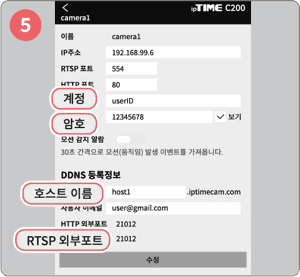 5
ipTIME C200
camera1
이름 camera1
IP주소 192.168.99.6
RTSP 포트 554
HTTP 포트 80
계정 userID
암호 12345678 보기
모션 감지 알람
30초 간격으로 모션(움직임) 발생 이벤트를 가져옵니다.
DDNS 등록정보
호스트 이름 host1 .iptimecam.com
사용자 이메일 user@gmail.com
HTTP 외부포트 21012
RTSP 외부포트 21012
수정